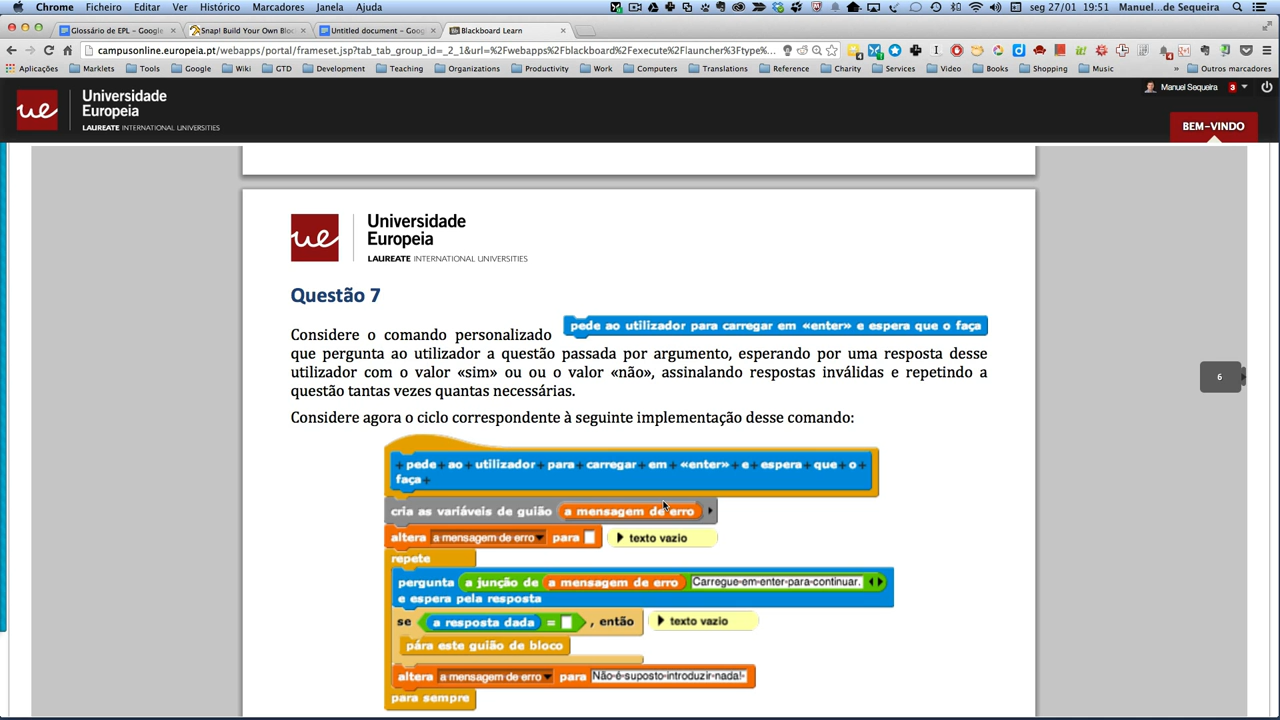 Chrome Ficheiro Editar Ver Histórico Marcadores Janela Ajuda seg 27/01 19:51 Manuel...de Sequeira
Glossário de EPL – Google Snap! Build Your Own Bloc Untitled document – Goog Blackboard Learn
campusonline.europeia.pt/webapps/portal/frameset.jsp?tab_tab_group_id=_2_1&url=%2Fwebapps%2Fblackboard%2Fexecute%2Flauncher%3Ftype%...
Aplicações Marklets Tools Google Wiki GTD Development Teaching Organizations Productivity Work Computers Translations Reference Charity Services Video Books Shopping Music » Outros marcadores
ue Universidade
Europeia
LAUREATE INTERNATIONAL UNIVERSITIES
Manuel Sequeira 3
BEM-VINDO
ue Universidade
Europeia
LAUREATE INTERNATIONAL UNIVERSITIES
Questão 7
Considere o comando personalizado pede ao utilizador para carregar em «enter» e espera que o faça
que pergunta ao utilizador a questão passada por argumento, esperando por uma resposta desse
utilizador com o valor «sim» ou ou o valor «não», assinalando respostas inválidas e repetindo a
questão tantas vezes quantas necessárias.
6
Considere agora o ciclo correspondente à seguinte implementação desse comando:
+pede+ ao+ utilizador+ para+ carregar+ em+ «enter»+ e+ espera+ que+ o+
faça+
cria as variáveis de guião a mensagem de erro
altera a mensagem de erro para texto vazio
repete
pergunta a junção de a mensagem de erro Carregue·em·enter·para·continuar.
e espera pela resposta
se a resposta dada = , então texto vazio
pára este guião de bloco
altera a mensagem de erro para Não·é·suposto·introduzir·nada!·
para sempre